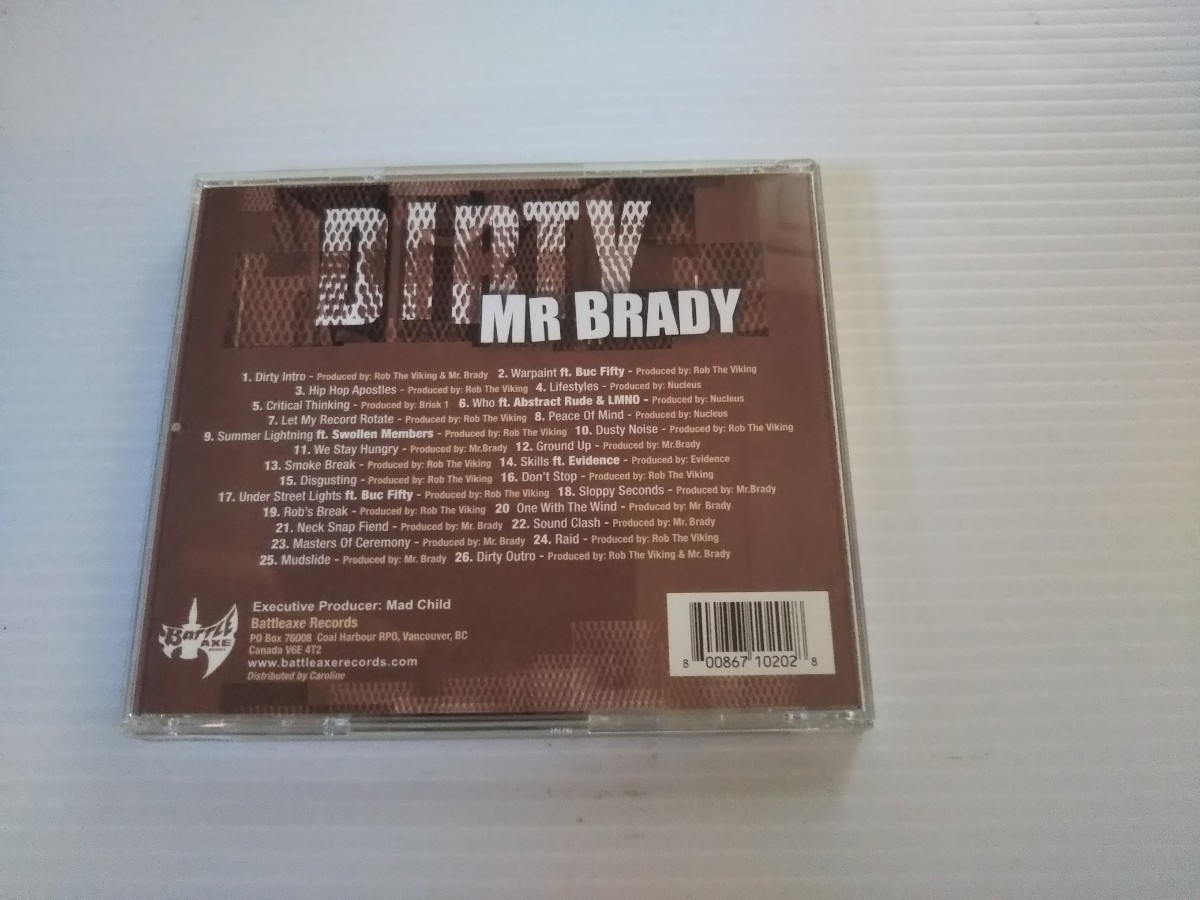 DIRTY
MR BRADY
1. Dirty Intro - Produced by: Rob The Viking & Mr. Brady 2. Warpaint ft. Buc Fifty - Produced by: Rob The Viking
3. Hip Hop Apostles - Produced by: Rob The Viking 4. Lifestyles - Produced by: Nucleus
5. Critical Thinking - Produced by: Brisk 1 6. Who ft. Abstract Rude & LMNO - Produced by: Nucleus
7. Let My Record Rotate - Produced by: Rob The Viking 8. Peace Of Mind - Produced by: Nucleus
9. Summer Lightning ft. Swollen Members - Produced by: Rob The Viking 10. Dusty Noise - Produced by: Rob The Viking
11. We Stay Hungry - Produced by: Mr.Brady 12. Ground Up - Produced by: Mr.Brady
13. Smoke Break - Produced by: Rob The Viking 14. Skills ft. Evidence - Produced by: Evidence
15. Disgusting - Produced by: Rob The Viking 16. Don't Stop - Produced by: Rob The Viking
17. Under Street Lights ft. Buc Fifty - Produced by: Rob The Viking 18. Sloppy Seconds - Produced by: Mr.Brady
19. Rob's Break - Produced by: Rob The Viking 20 One With The Wind - Produced by: Mr Brady
21. Neck Snap Fiend - Produced by: Mr. Brady 22. Sound Clash - Produced by: Mr. Brady
23. Masters Of Ceremony - Produced by: Mr. Brady 24. Raid - Produced by: Rob The Viking
25. Mudslide - Produced by: Mr. Brady 26. Dirty Outro - Produced by: Rob The Viking & Mr. Brady
BATTLE
AXE
Executive Producer: Mad Child
Battleaxe Records
PO Box 76008 Coal Harbour RPO, Vancouver, BC
Canada V6E 4T2
www.battleaxerecords.com
Distributed by Caroline
8 00867 10202 8